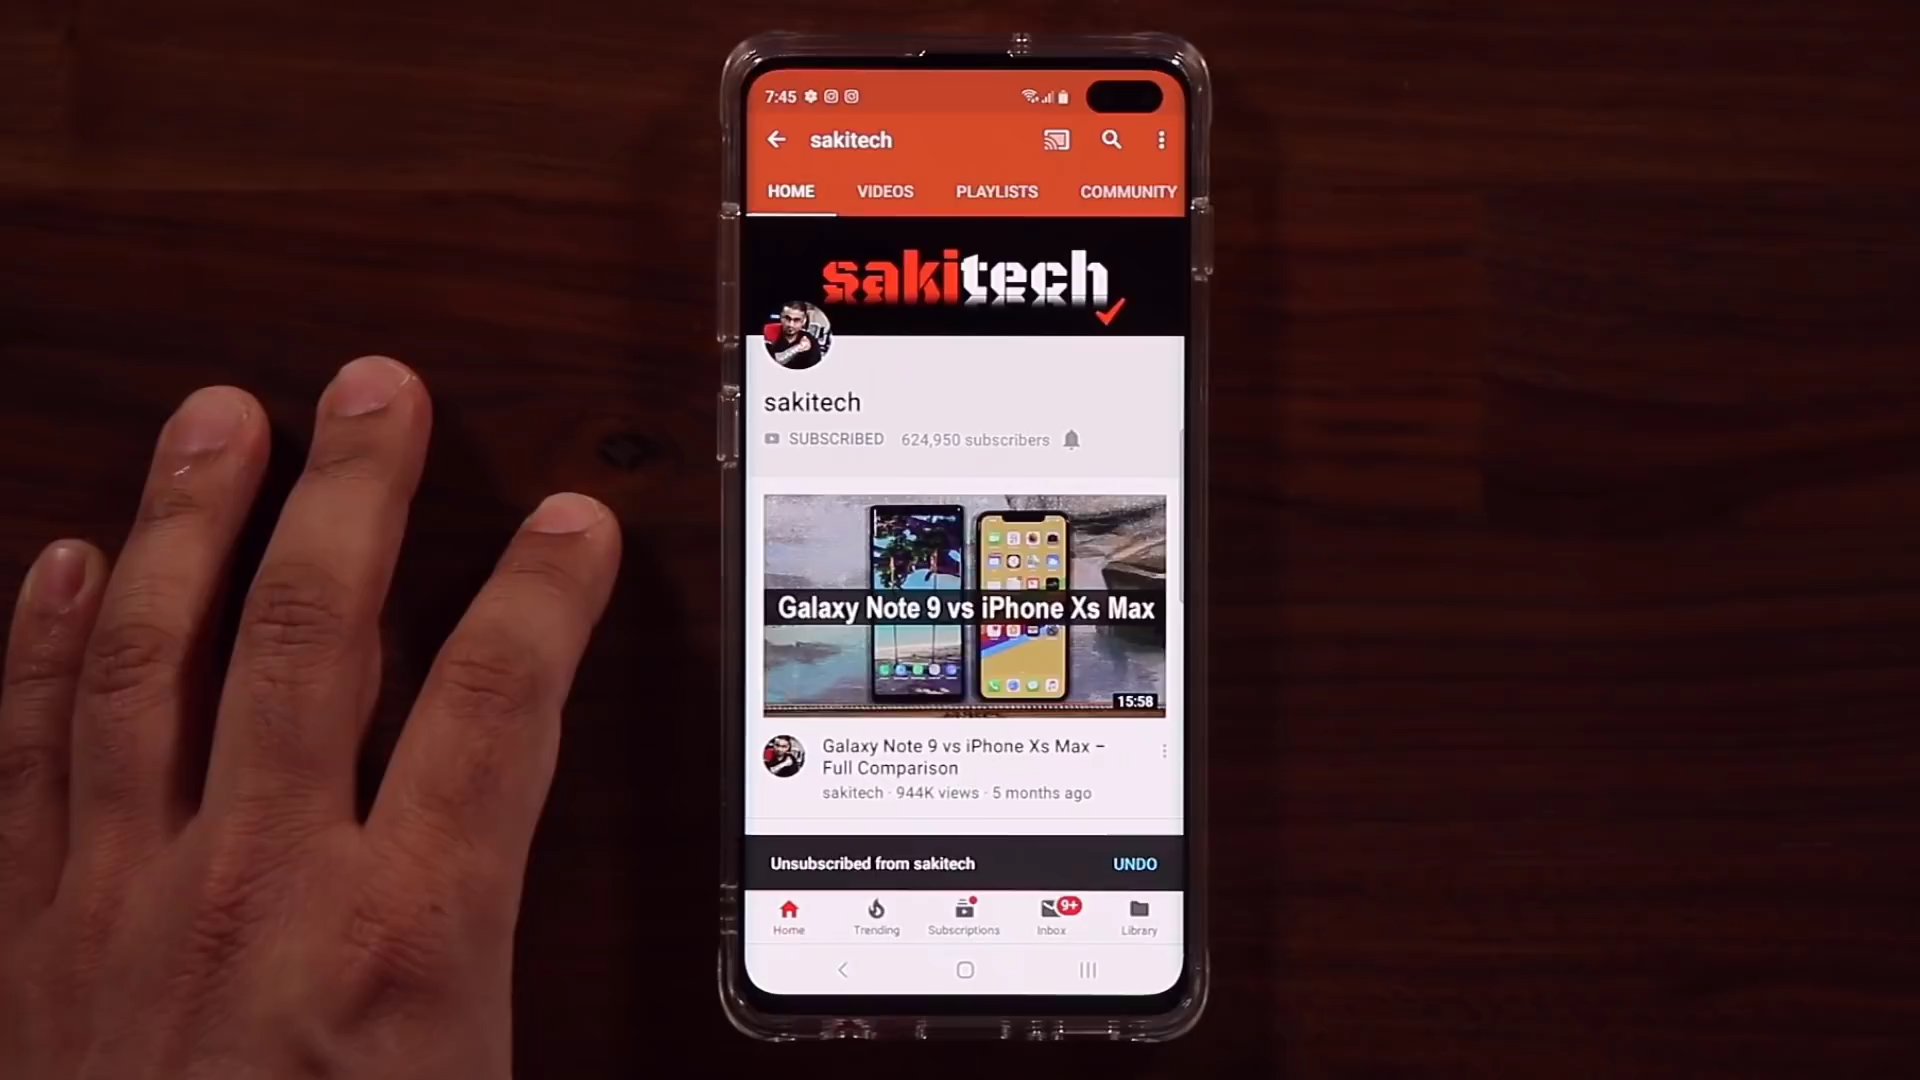 7:45
sakitech
HOME VIDEOS PLAYLISTS COMMUNITY
sakitech
sakitech
SUBSCRIBED 624,950 subscribers
Galaxy Note 9 vs iPhone Xs Max
15:58
Galaxy Note 9 vs iPhone Xs Max –
Full Comparison
sakitech · 944K views · 5 months ago
Unsubscribed from sakitech UNDO
9+
Home Trending Subscriptions Inbox Library